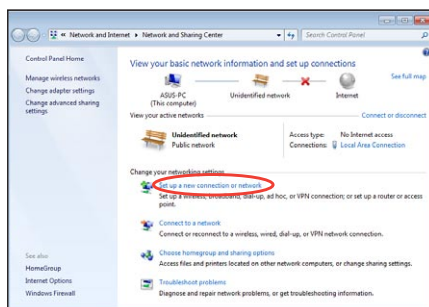 « Network and Internet ▸ Network and Sharing Center
Search Control Panel
Control Panel Home
Manage wireless networks
Change adapter settings
Change advanced sharing
settings
See also
HomeGroup
Internet Options
Windows Firewall
View your basic network information and set up connections
See full map
ASUS-PC
(This computer)
Unidentified network
Internet
View your active networks
Connect or disconnect
Unidentified network
Public network
Access type: No Internet access
Connections: Local Area Connection
Change your networking settings
Set up a new connection or network
Set up a wireless, broadband, dial-up, ad hoc, or VPN connection; or set up a router or access
point.
Connect to a network
Connect or reconnect to a wireless, wired, dial-up, or VPN network connection.
Choose homegroup and sharing options
Access files and printers located on other network computers, or change sharing settings.
Troubleshoot problems
Diagnose and repair network problems, or get troubleshooting information.